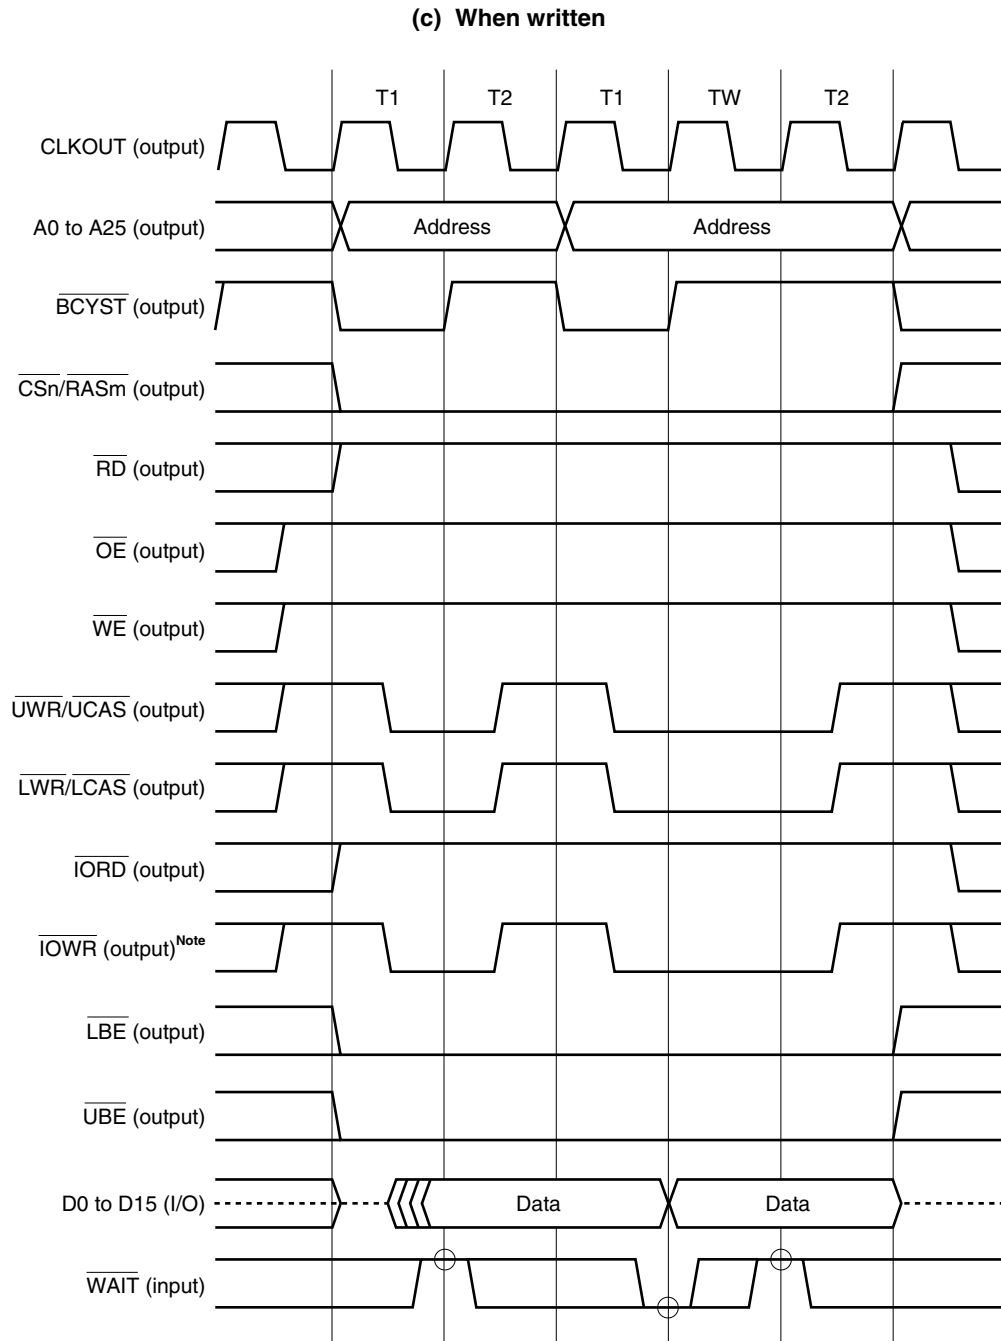 (c) When written
T1 T2 T1 TW T2
CLKOUT (output)
A0 to A25 (output) Address Address
BCYST (output)
CSn/RASm (output)
RD (output)
OE (output)
WE (output)
UWR/UCAS (output)
LWR/LCAS (output)
IORD (output)
IOWR (output)Note
LBE (output)
UBE (output)
D0 to D15 (I/O) Data Data
WAIT (input)